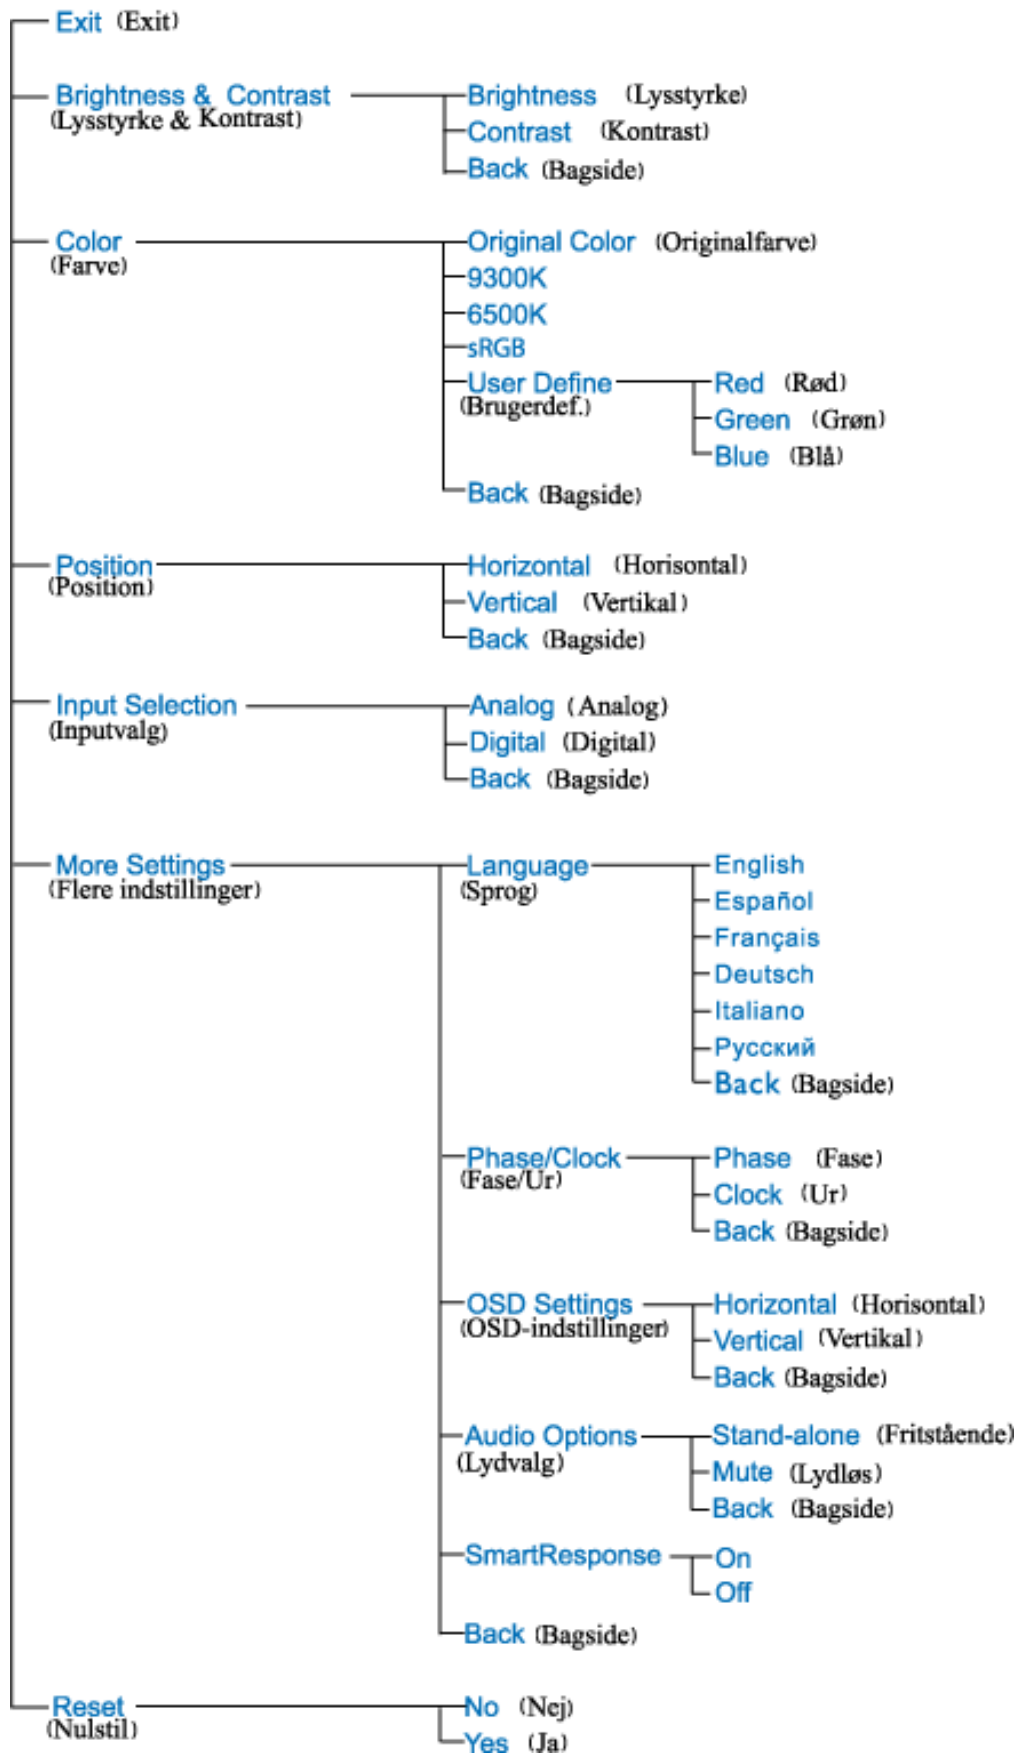 Exit (Exit)
Brightness & Contrast
(Lysstyrke & Kontrast)
Brightness (Lysstyrke)
Contrast (Kontrast)
Back (Bagside)
Color
(Farve)
Original Color (Originalfarve)
9300K
6500K
sRGB
User Define
(Brugerdef.)
Red (Rød)
Green (Grøn)
Blue (Blå)
Back (Bagside)
Position
(Position)
Horizontal (Horisontal)
Vertical (Vertikal)
Back (Bagside)
Input Selection
(Inputvalg)
Analog (Analog)
Digital (Digital)
Back (Bagside)
More Settings
(Flere indstillinger)
Language
(Sprog)
English
Español
Français
Deutsch
Italiano
Русский
Back (Bagside)
Phase/Clock
(Fase/Ur)
Phase (Fase)
Clock (Ur)
Back (Bagside)
OSD Settings
(OSD-indstillinger)
Horizontal (Horisontal)
Vertical (Vertikal)
Back (Bagside)
Audio Options
(Lydvalg)
Stand-alone (Fritstående)
Mute (Lydløs)
Back (Bagside)
SmartResponse
On
Off
Back (Bagside)
Reset
(Nulstil)
No (Nej)
Yes (Ja)